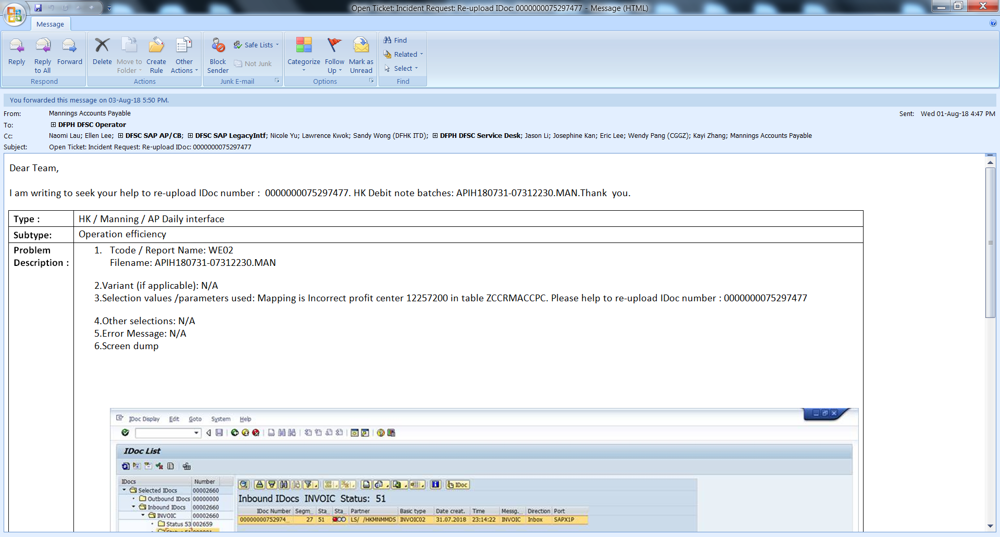 Open Ticket: Incident Request: Re-upload IDoc: 0000000075297477 - Message (HTML)
Message
Reply
Reply to All
Forward
Respond
Delete
Move to Folder
Create Rule
Other Actions
Actions
Block Sender
Safe Lists
Not Junk
Junk E-mail
Categorize
Follow Up
Mark as Unread
Options
Find
Related
Select
Find
You forwarded this message on 03-Aug-18 5:50 PM.
From: Mannings Accounts Payable
Sent: Wed 01-Aug-18 4:47 PM
To: DFPH DFSC Operator
Cc: Naomi Lau; Ellen Lee; DFSC SAP AP/CB; DFSC SAP LegacyIntf; Nicole Yu; Lawrence Kwok; Sandy Wong (DFHK ITD); DFPH DFSC Service Desk; Jason Li; Josephine Kan; Eric Lee; Wendy Pang (CGGZ); Kayi Zhang; Mannings Accounts Payable
Subject: Open Ticket: Incident Request: Re-upload IDoc: 0000000075297477
Dear Team,
I am writing to seek your help to re-upload IDoc number :  0000000075297477. HK Debit note batches: APIH180731-07312230.MAN.Thank  you.
Type : HK / Manning / AP Daily interface
Subtype: Operation efficiency
Problem Description :
1. Tcode / Report Name: WE02
Filename: APIH180731-07312230.MAN
2.Variant (if applicable): N/A
3.Selection values /parameters used: Mapping is Incorrect profit center 12257200 in table ZCCRMACCPC. Please help to re-upload IDoc number : 0000000075297477
4.Other selections: N/A
5.Error Message: N/A
6.Screen dump
IDoc Display Edit Goto System Help
IDoc List
IDocs Number
Selected IDocs 00002660
Outbound IDocs 00000000
Inbound IDocs 00002660
INVOIC 00002660
Status 53 002659
IDoc
Inbound IDocs INVOIC Status: 51
IDoc Number Segm... Sta... Sta... Partner Basic type Date creat. Time Messg... Direction Port
00000000752974... 27 51 LS/ /HKMNMMDS INVOIC02 31.07.2018 23:14:22 INVOIC Inbox SAPX1P